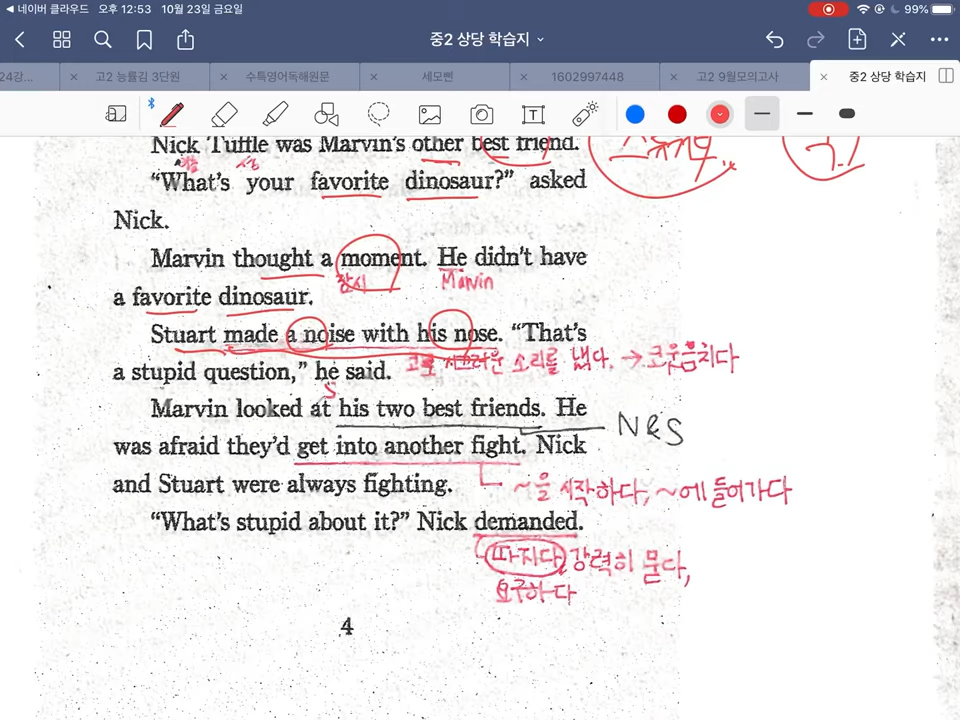 네이버 클라우드 오후 12:53 10월 23일 금요일 99%
중2 상당 학습지
24강... 고2 능률김 3단원 수특영어독해원문 세모삔 1602997448 고2 9월모의고사 중2 상당 학습지
Nick Tuffle was Marvin's other best friend.
"What's your favorite dinosaur?" asked
Nick.
Marvin thought a moment. He didn't have
잠시 Marvin
a favorite dinosaur.
Stuart made a noise with his nose. "That's
코로 시끄러운 소리를 냈다. → 코웃음치다
a stupid question," he said.
S
Marvin looked at his two best friends. He
N&S
was afraid they'd get into another fight. Nick
and Stuart were always fighting.
~을 시작하다, ~에 들어가다
"What's stupid about it?" Nick demanded.
따지다, 강력히 묻다,
요구하다
4